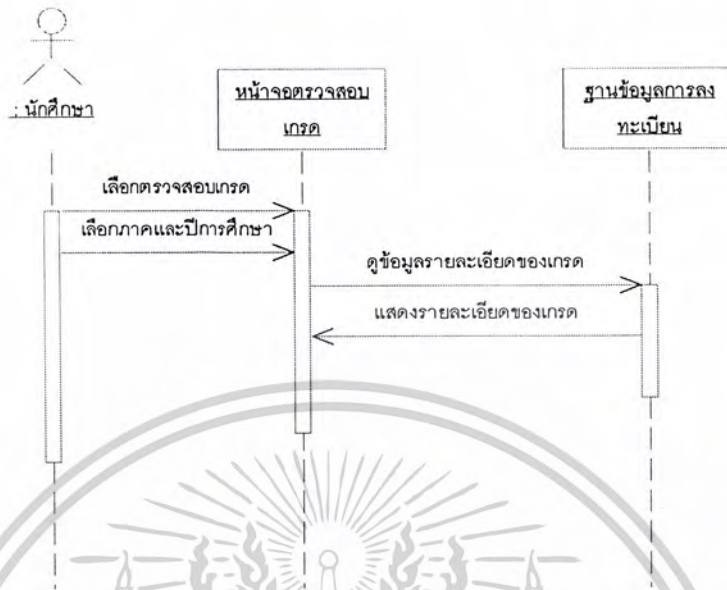 : นักศึกษา
หน้าจอตรวจสอบ
เกรด
ฐานข้อมูลการลง
ทะเบียน
เลือกตรวจสอบเกรด
เลือกภาคและปีการศึกษา
ดูข้อมูลรายละเอียดของเกรด
แสดงรายละเอียดของเกรด